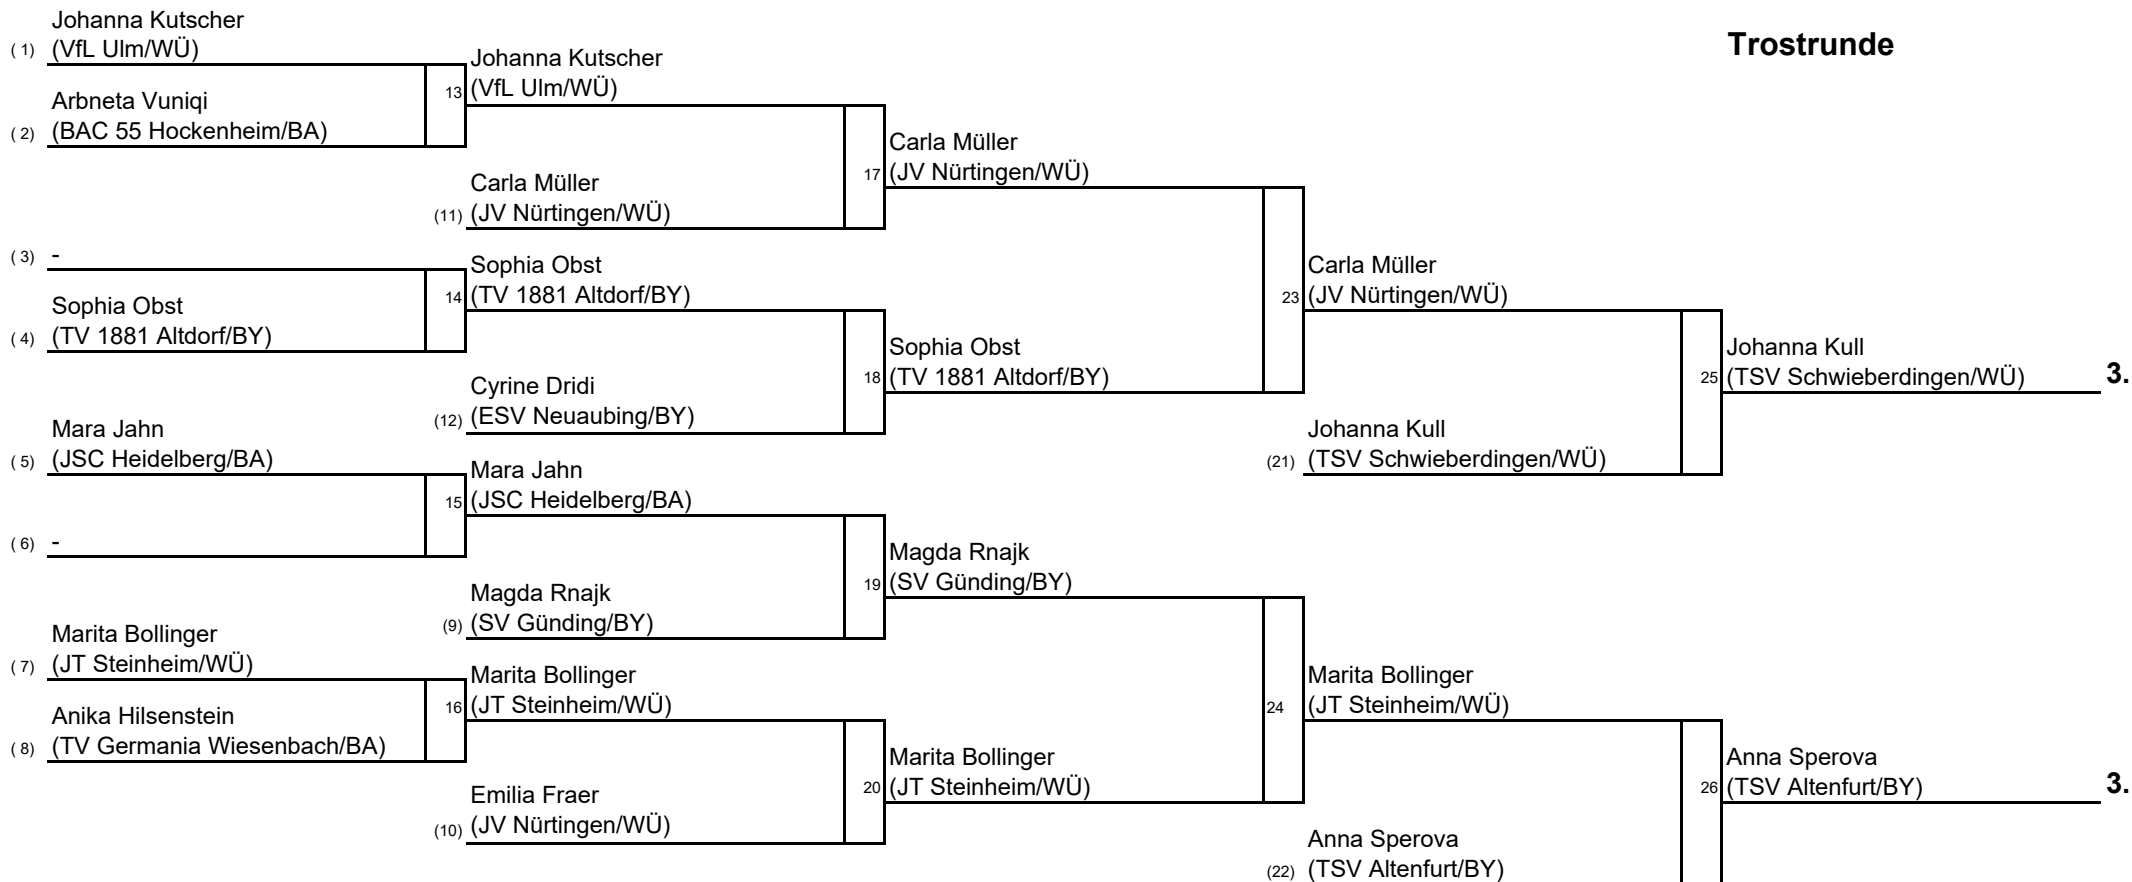 Trostrunde
Johanna Kutscher
( 1) (VfL Ulm/WÜ)
Arbneta Vuniqi
( 2) (BAC 55 Hockenheim/BA)
( 3) -
Sophia Obst
( 4) (TV 1881 Altdorf/BY)
Mara Jahn
( 5) (JSC Heidelberg/BA)
( 6) -
Marita Bollinger
( 7) (JT Steinheim/WÜ)
Anika Hilsenstein
( 8) (TV Germania Wiesenbach/BA)
Johanna Kutscher
13 (VfL Ulm/WÜ)
Carla Müller
(11) (JV Nürtingen/WÜ)
Sophia Obst
14 (TV 1881 Altdorf/BY)
Cyrine Dridi
(12) (ESV Neuaubing/BY)
Mara Jahn
15 (JSC Heidelberg/BA)
Magda Rnajk
(9) (SV Günding/BY)
Marita Bollinger
16 (JT Steinheim/WÜ)
Emilia Fraer
(10) (JV Nürtingen/WÜ)
Carla Müller
17 (JV Nürtingen/WÜ)
Sophia Obst
18 (TV 1881 Altdorf/BY)
Magda Rnajk
19 (SV Günding/BY)
Marita Bollinger
20 (JT Steinheim/WÜ)
Carla Müller
23 (JV Nürtingen/WÜ)
Johanna Kull
(21) (TSV Schwieberdingen/WÜ)
Marita Bollinger
24 (JT Steinheim/WÜ)
Anna Sperova
(22) (TSV Altenfurt/BY)
Johanna Kull
25 (TSV Schwieberdingen/WÜ) 3.
Anna Sperova
26 (TSV Altenfurt/BY) 3.